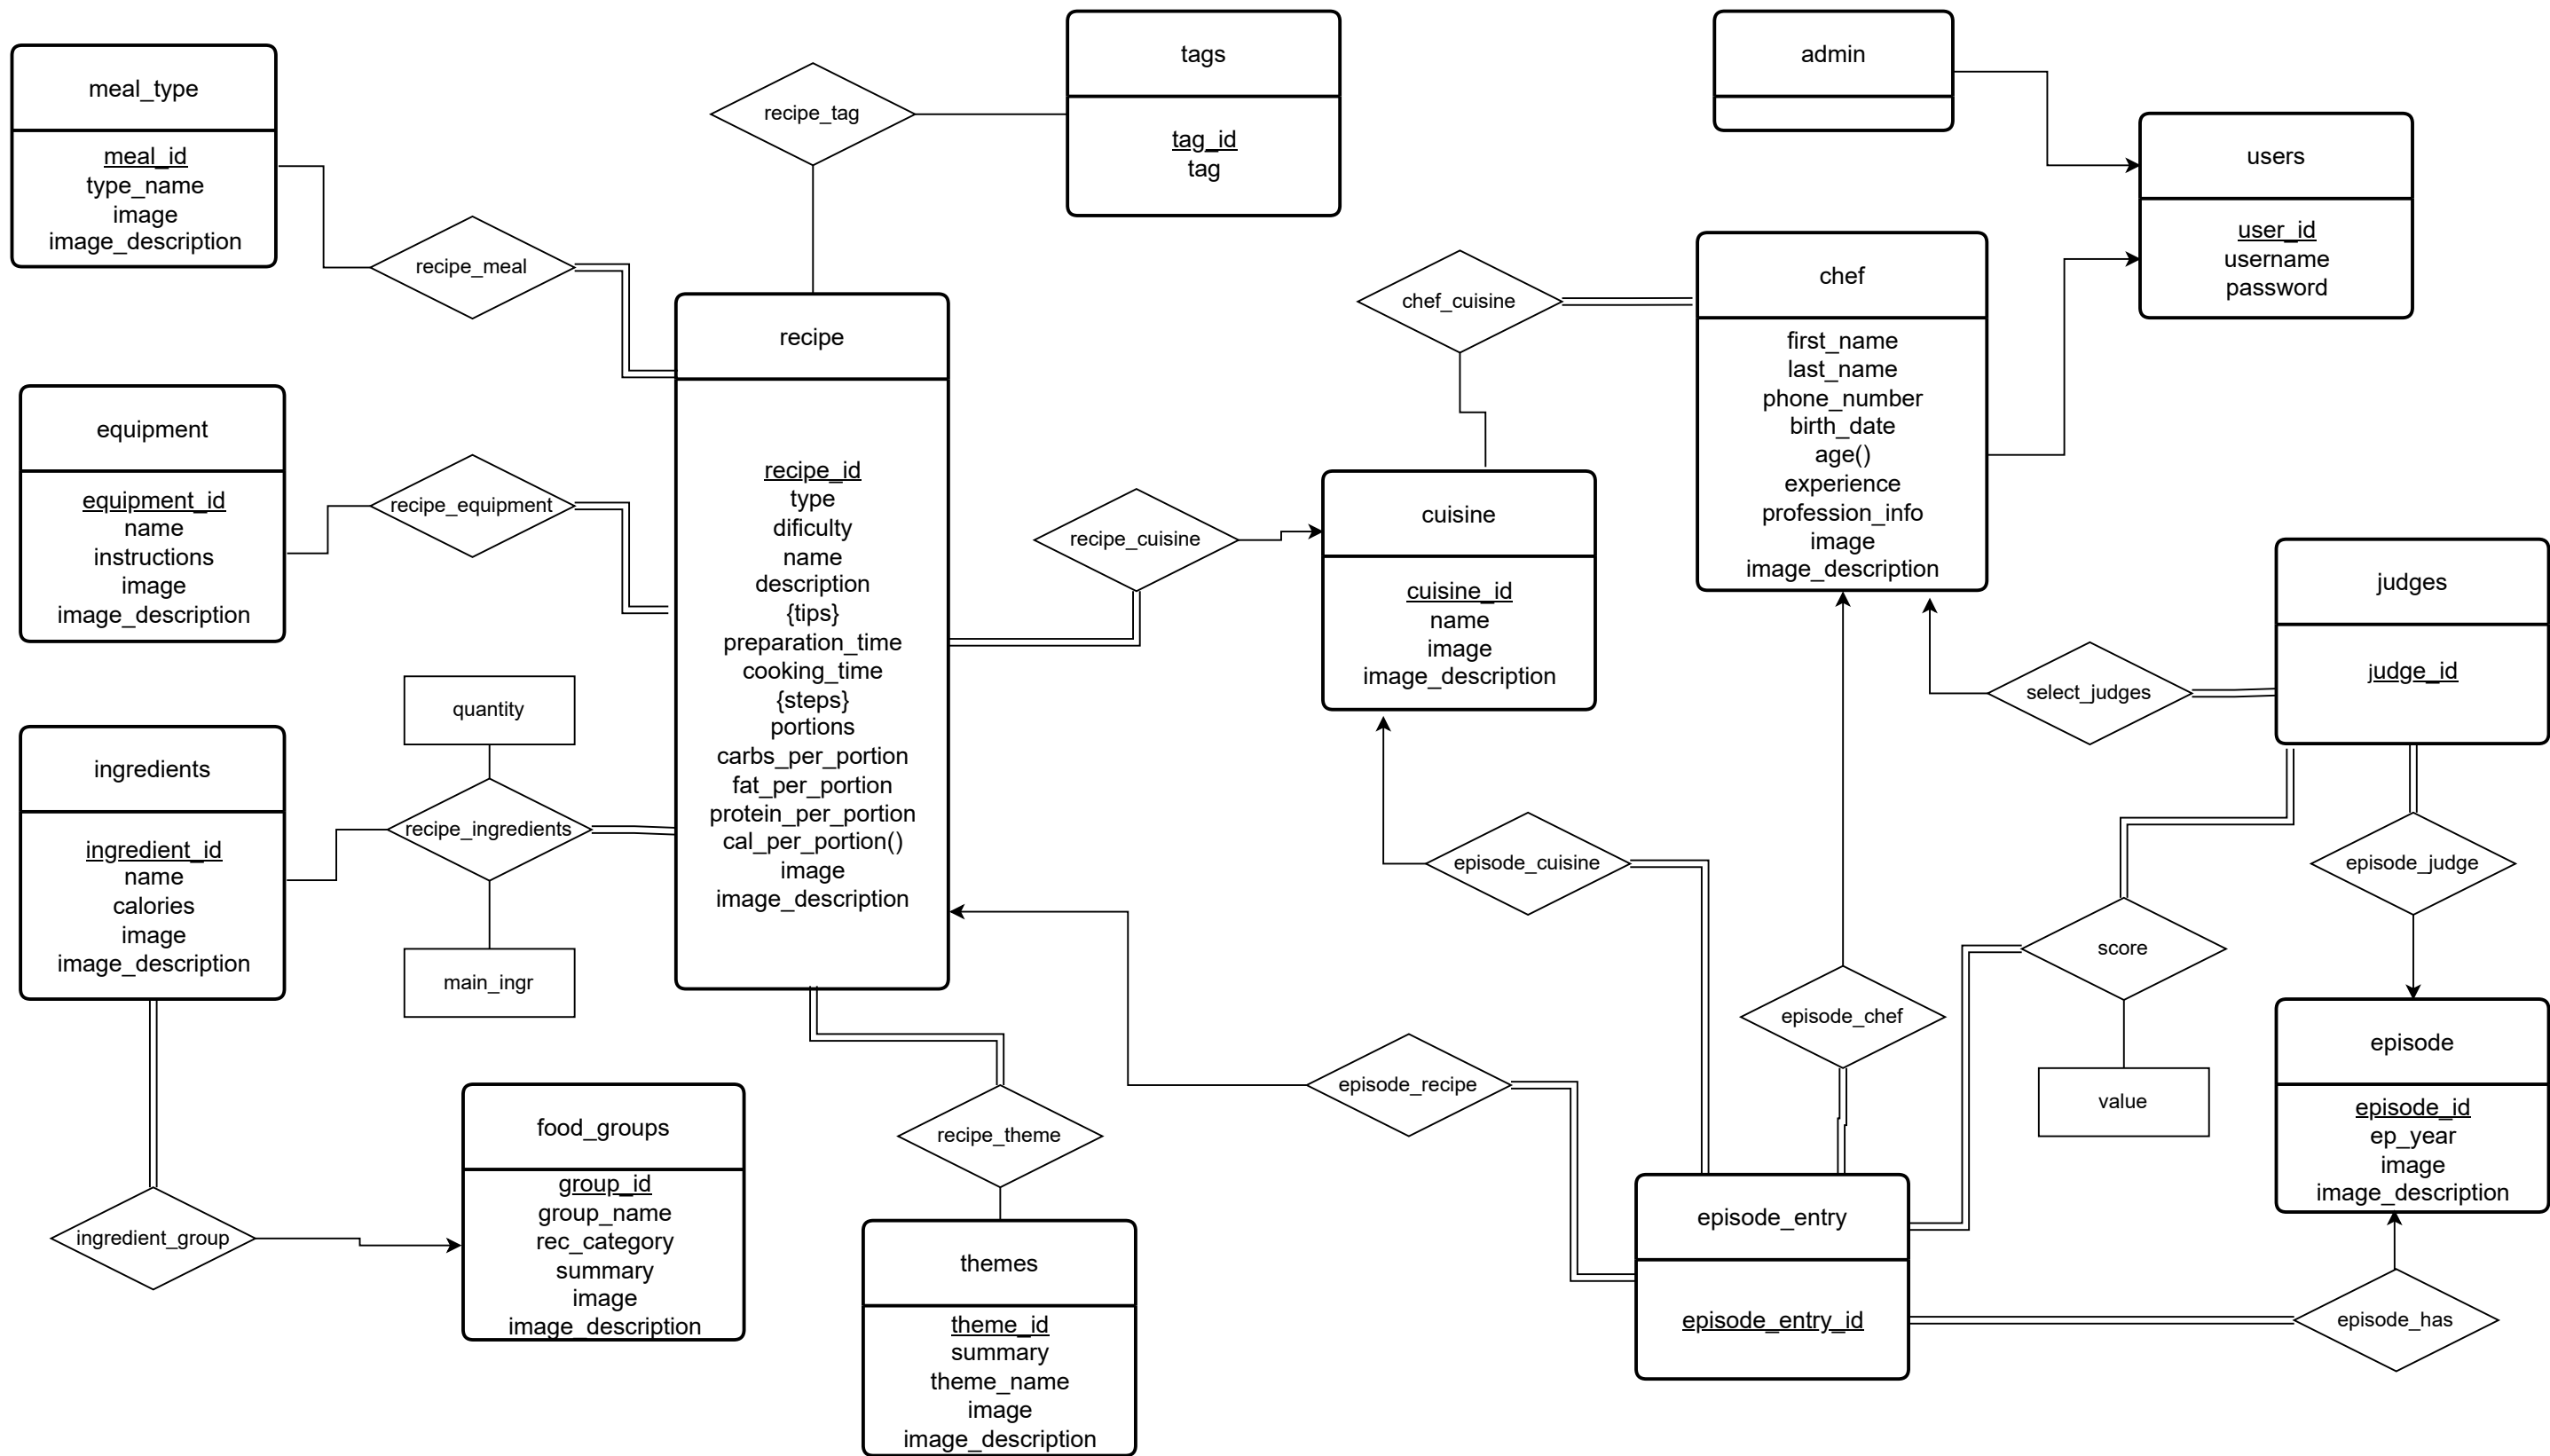 meal_type
meal_id
type_name
image
image_description
recipe_meal
recipe_tag
tags
tag_id
tag
admin
users
user_id
username
password
equipment
equipment_id
name
instructions
image
image_description
recipe_equipment
recipe
recipe_id
type
dificulty
name
description
{tips}
preparation_time
cooking_time
{steps}
portions
carbs_per_portion
fat_per_portion
protein_per_portion
cal_per_portion()
image
image_description
recipe_cuisine
chef_cuisine
cuisine
cuisine_id
name
image
image_description
chef
first_name
last_name
phone_number
birth_date
age()
experience
profession_info
image
image_description
select_judges
judges
judge_id
ingredients
ingredient_id
name
calories
image
image_description
quantity
recipe_ingredients
main_ingr
episode_cuisine
episode_chef
score
value
episode_judge
episode
episode_id
ep_year
image
image_description
ingredient_group
food_groups
group_id
group_name
rec_category
summary
image
image_description
recipe_theme
themes
theme_id
summary
theme_name
image
image_description
episode_recipe
episode_entry
episode_entry_id
episode_has